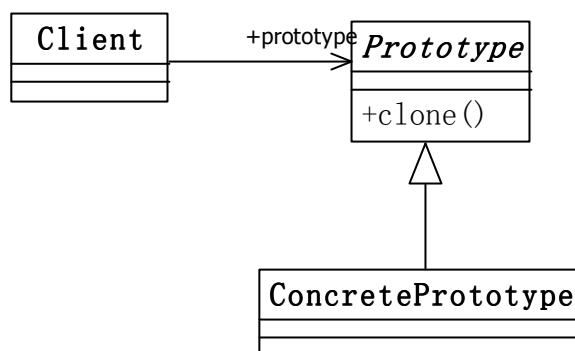 Client
+prototype
Prototype
+clone()
ConcretePrototype